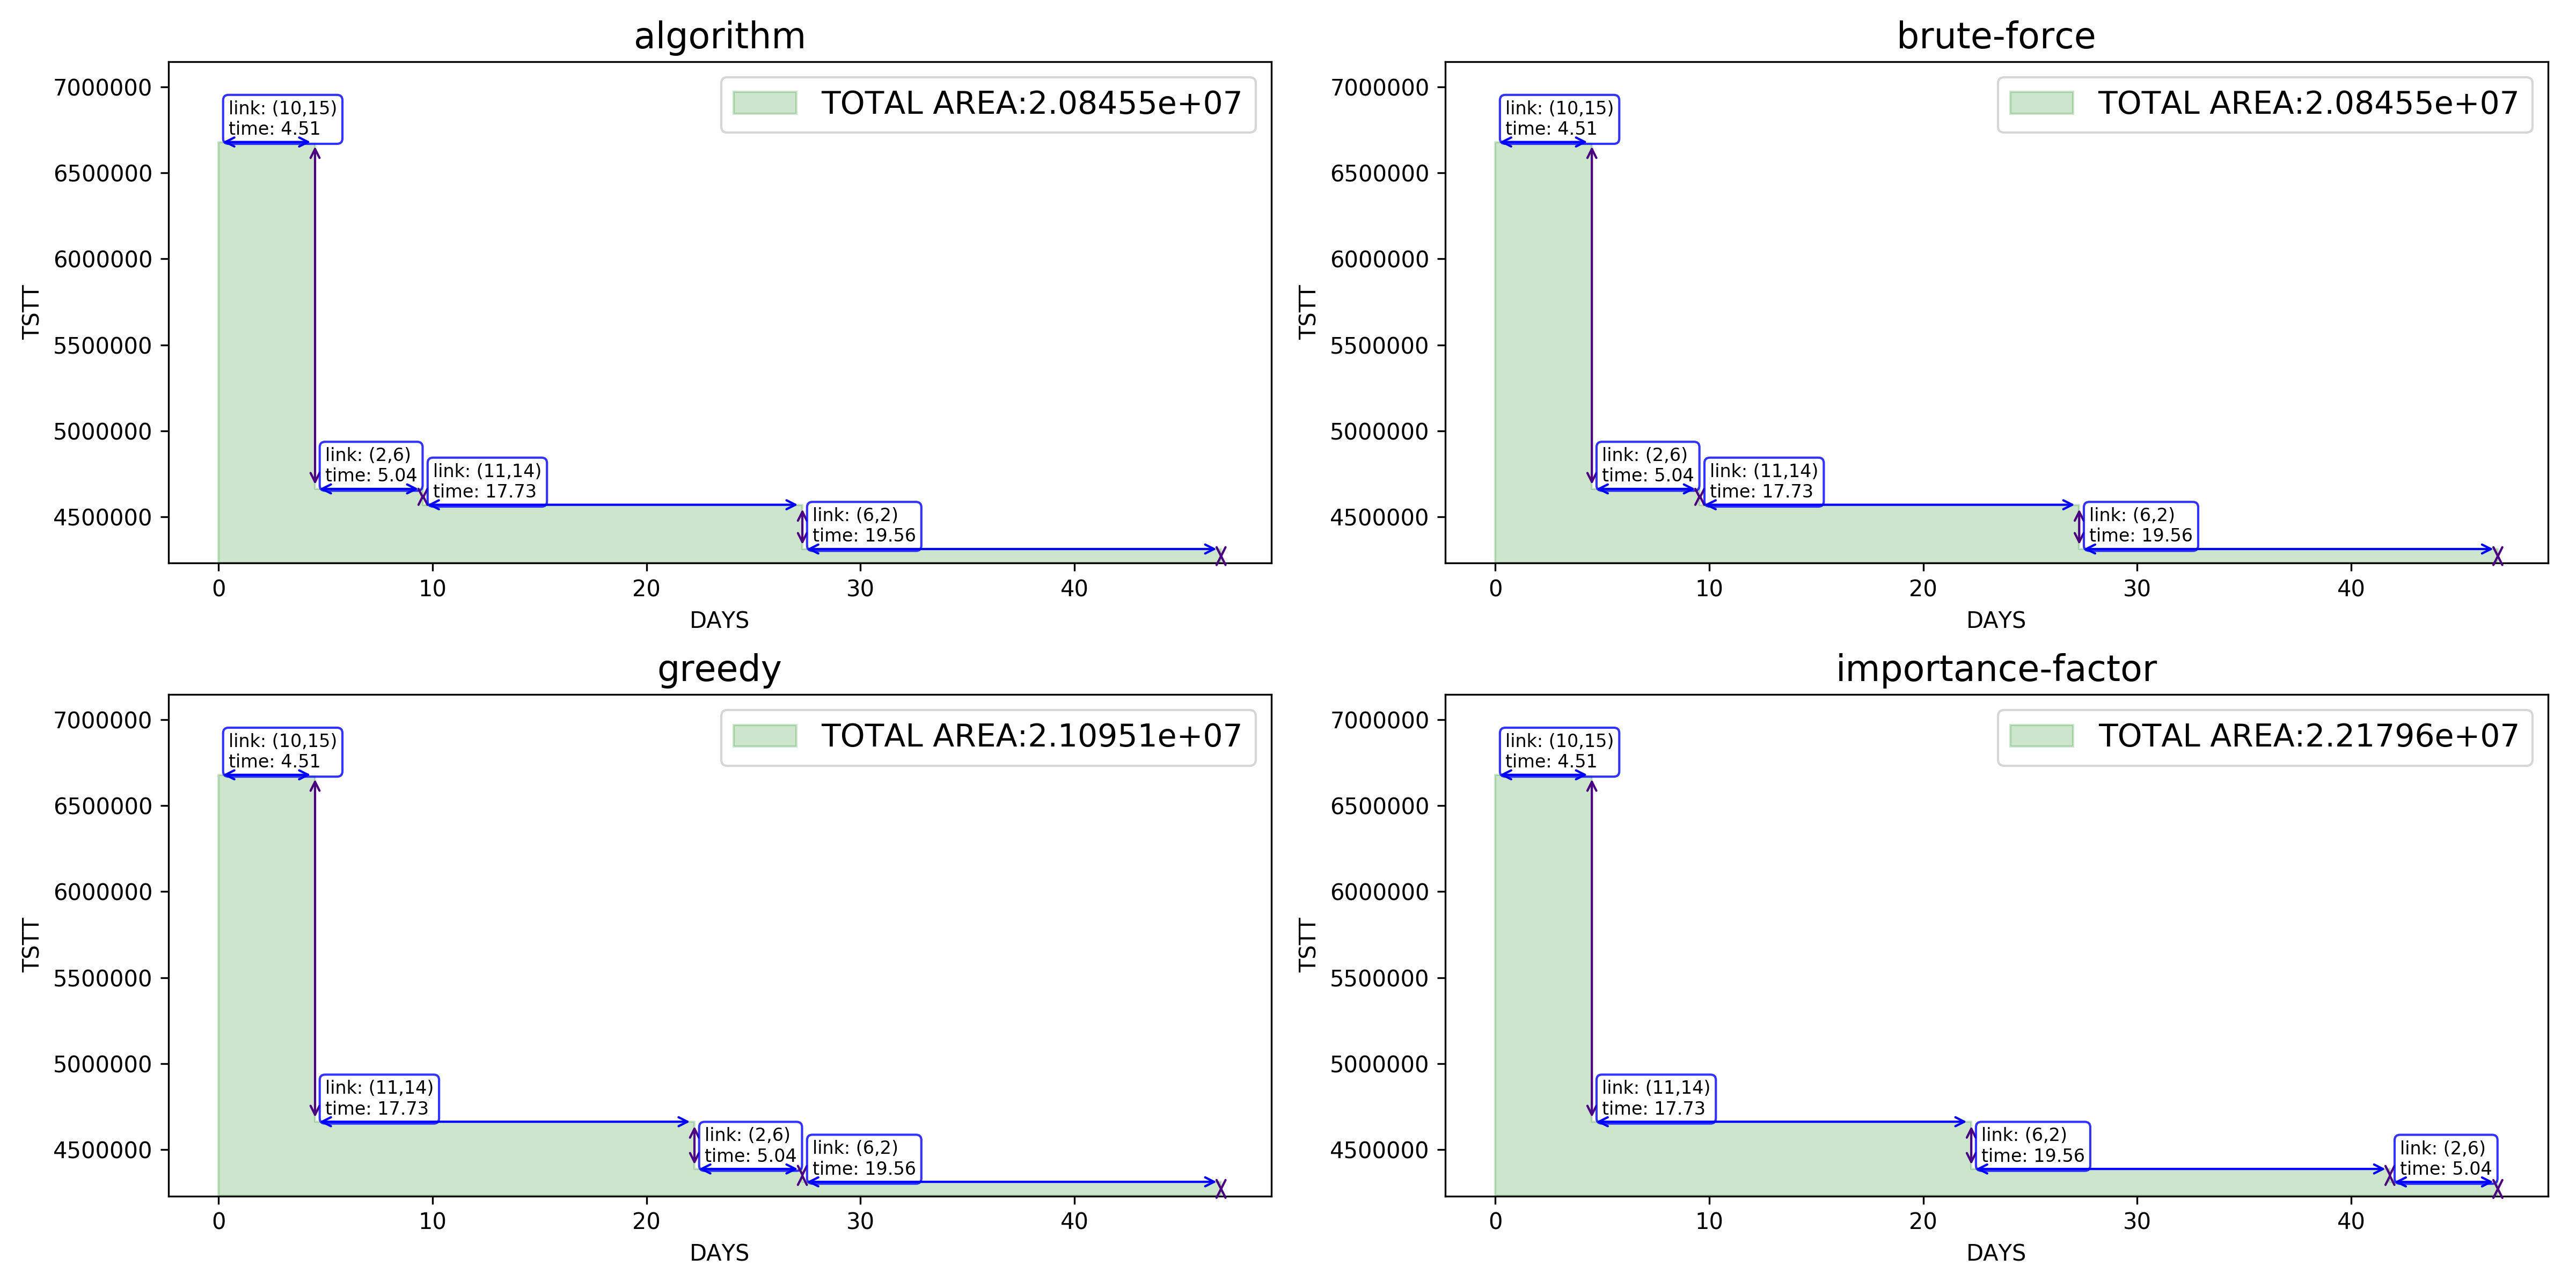 algorithm
TOTAL AREA:2.08455e+07
7000000
6500000
6000000
5500000
5000000
4500000
TSTT
link: (10,15)
time: 4.51
link: (2,6)
time: 5.04
link: (11,14)
time: 17.73
link: (6,2)
time: 19.56
0 10 20 30 40
DAYS
brute-force
TOTAL AREA:2.08455e+07
7000000
6500000
6000000
5500000
5000000
4500000
TSTT
link: (10,15)
time: 4.51
link: (2,6)
time: 5.04
link: (11,14)
time: 17.73
link: (6,2)
time: 19.56
0 10 20 30 40
DAYS
greedy
TOTAL AREA:2.10951e+07
7000000
6500000
6000000
5500000
5000000
4500000
TSTT
link: (10,15)
time: 4.51
link: (11,14)
time: 17.73
link: (2,6)
time: 5.04
link: (6,2)
time: 19.56
0 10 20 30 40
DAYS
importance-factor
TOTAL AREA:2.21796e+07
7000000
6500000
6000000
5500000
5000000
4500000
TSTT
link: (10,15)
time: 4.51
link: (11,14)
time: 17.73
link: (6,2)
time: 19.56
link: (2,6)
time: 5.04
0 10 20 30 40
DAYS